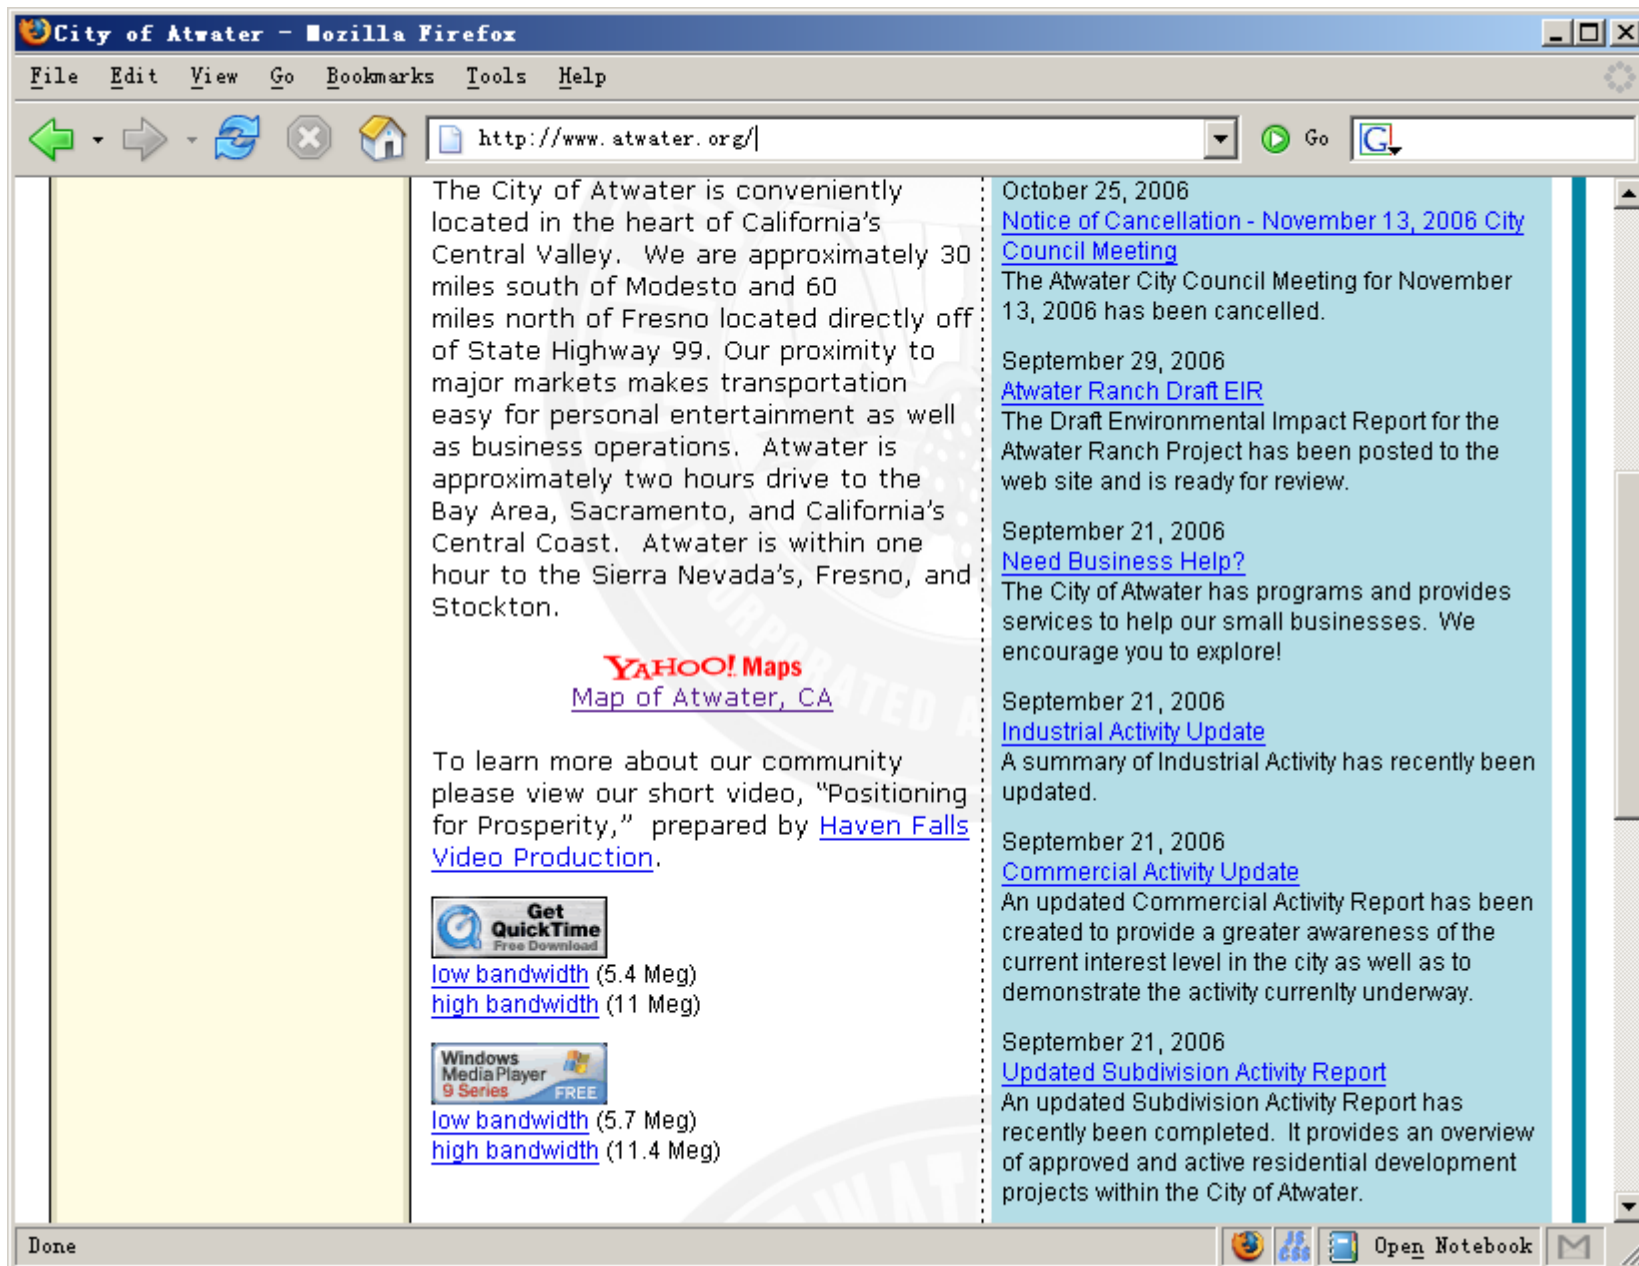 City of Atwater - Mozilla Firefox
File Edit View Go Bookmarks Tools Help
http://www.atwater.org/
Go
G
The City of Atwater is conveniently
located in the heart of California's
Central Valley.  We are approximately 30
miles south of Modesto and 60
miles north of Fresno located directly off
of State Highway 99. Our proximity to
major markets makes transportation
easy for personal entertainment as well
as business operations.  Atwater is
approximately two hours drive to the
Bay Area, Sacramento, and California's
Central Coast.  Atwater is within one
hour to the Sierra Nevada's, Fresno, and
Stockton.
YAHOO! Maps
Map of Atwater, CA
To learn more about our community
please view our short video, "Positioning
for Prosperity,"  prepared by Haven Falls
Video Production.
Get
QuickTime
Free Download
low bandwidth (5.4 Meg)
high bandwidth (11 Meg)
Windows
Media Player
9 Series FREE
low bandwidth (5.7 Meg)
high bandwidth (11.4 Meg)
October 25, 2006
Notice of Cancellation - November 13, 2006 City
Council Meeting
The Atwater City Council Meeting for November
13, 2006 has been cancelled.
September 29, 2006
Atwater Ranch Draft EIR
The Draft Environmental Impact Report for the
Atwater Ranch Project has been posted to the
web site and is ready for review.
September 21, 2006
Need Business Help?
The City of Atwater has programs and provides
services to help our small businesses.  We
encourage you to explore!
September 21, 2006
Industrial Activity Update
A summary of Industrial Activity has recently been
updated.
September 21, 2006
Commercial Activity Update
An updated Commercial Activity Report has been
created to provide a greater awareness of the
current interest level in the city as well as to
demonstrate the activity currenlty underway.
September 21, 2006
Updated Subdivision Activity Report
An updated Subdivision Activity Report has
recently been completed.  It provides an overview
of approved and active residential development
projects within the City of Atwater.
Done
JS
CSS
Open Notebook